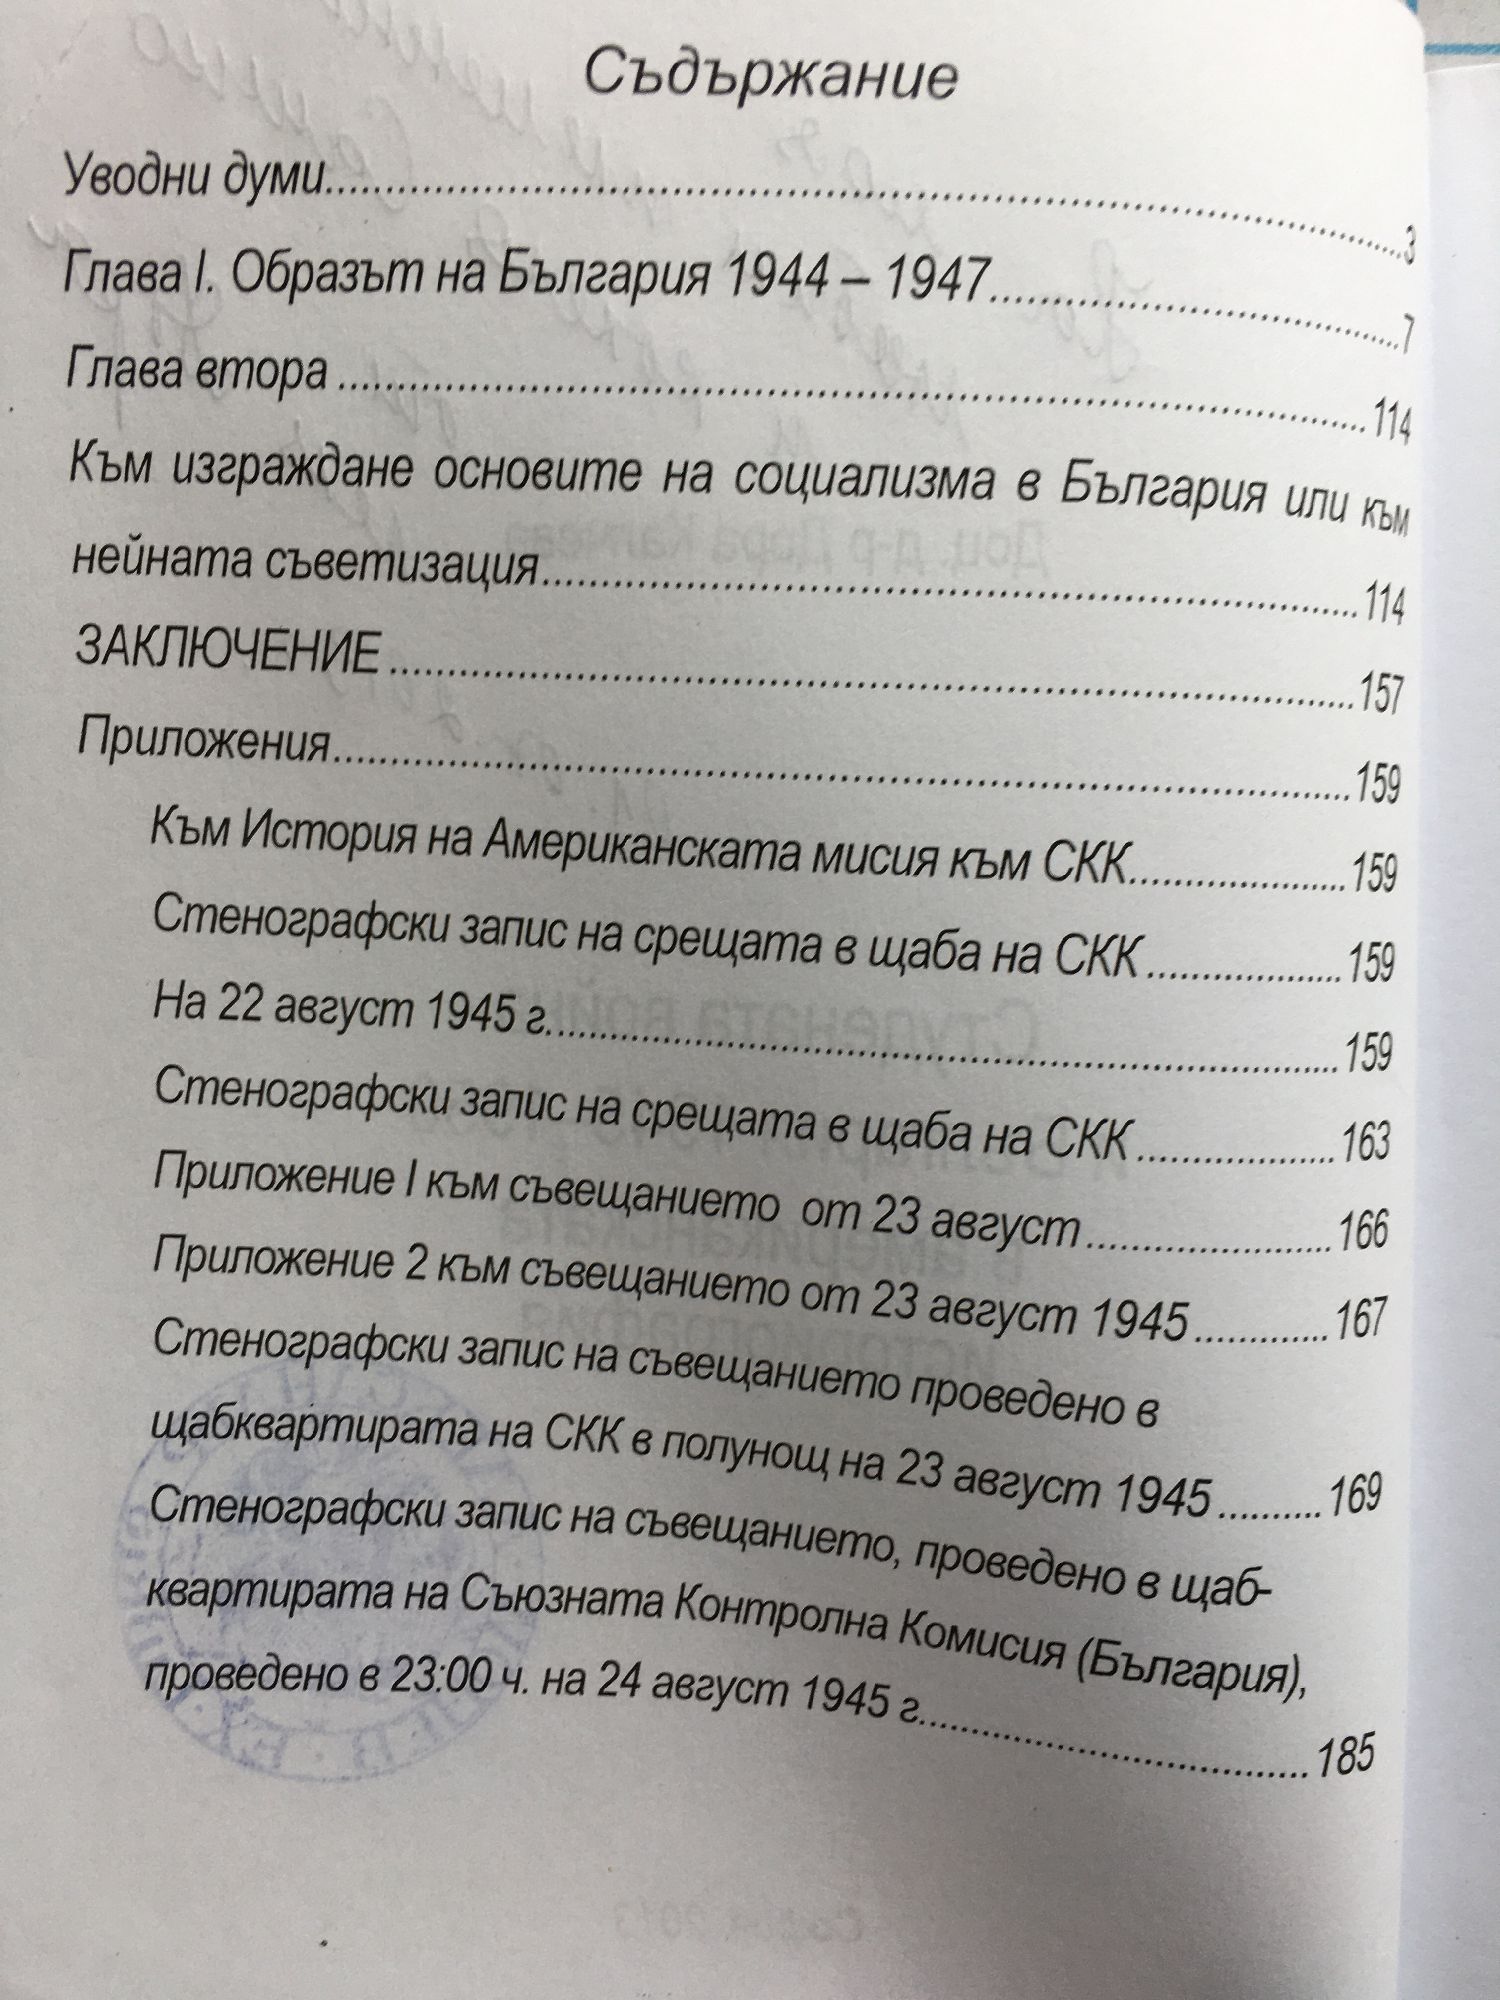 Съдържание
Уводни думи....................3
Глава I. Образът на България 1944 – 1947....................7
Глава втора ....................114
Към изграждане основите на социализма в България или към
нейната съветизация....................114
ЗАКЛЮЧЕНИЕ ....................157
Приложения....................159
Към История на Американската мисия към СКК....................159
Стенографски запис на срещата в щаба на СКК ....................159
На 22 август 1945 г.....................159
Стенографски запис на срещата в щаба на СКК ....................163
Приложение I към съвещанието от 23 август....................166
Приложение 2 към съвещанието от 23 август 1945 .............167
Стенографски запис на съвещанието проведено в
щабквартирата на СКК в полунощ на 23 август 1945 ..........169
Стенографски запис на съвещанието, проведено в щаб-
квартирата на Съюзната Контролна Комисия (България),
проведено в 23:00 ч. на 24 август 1945 г.....................185